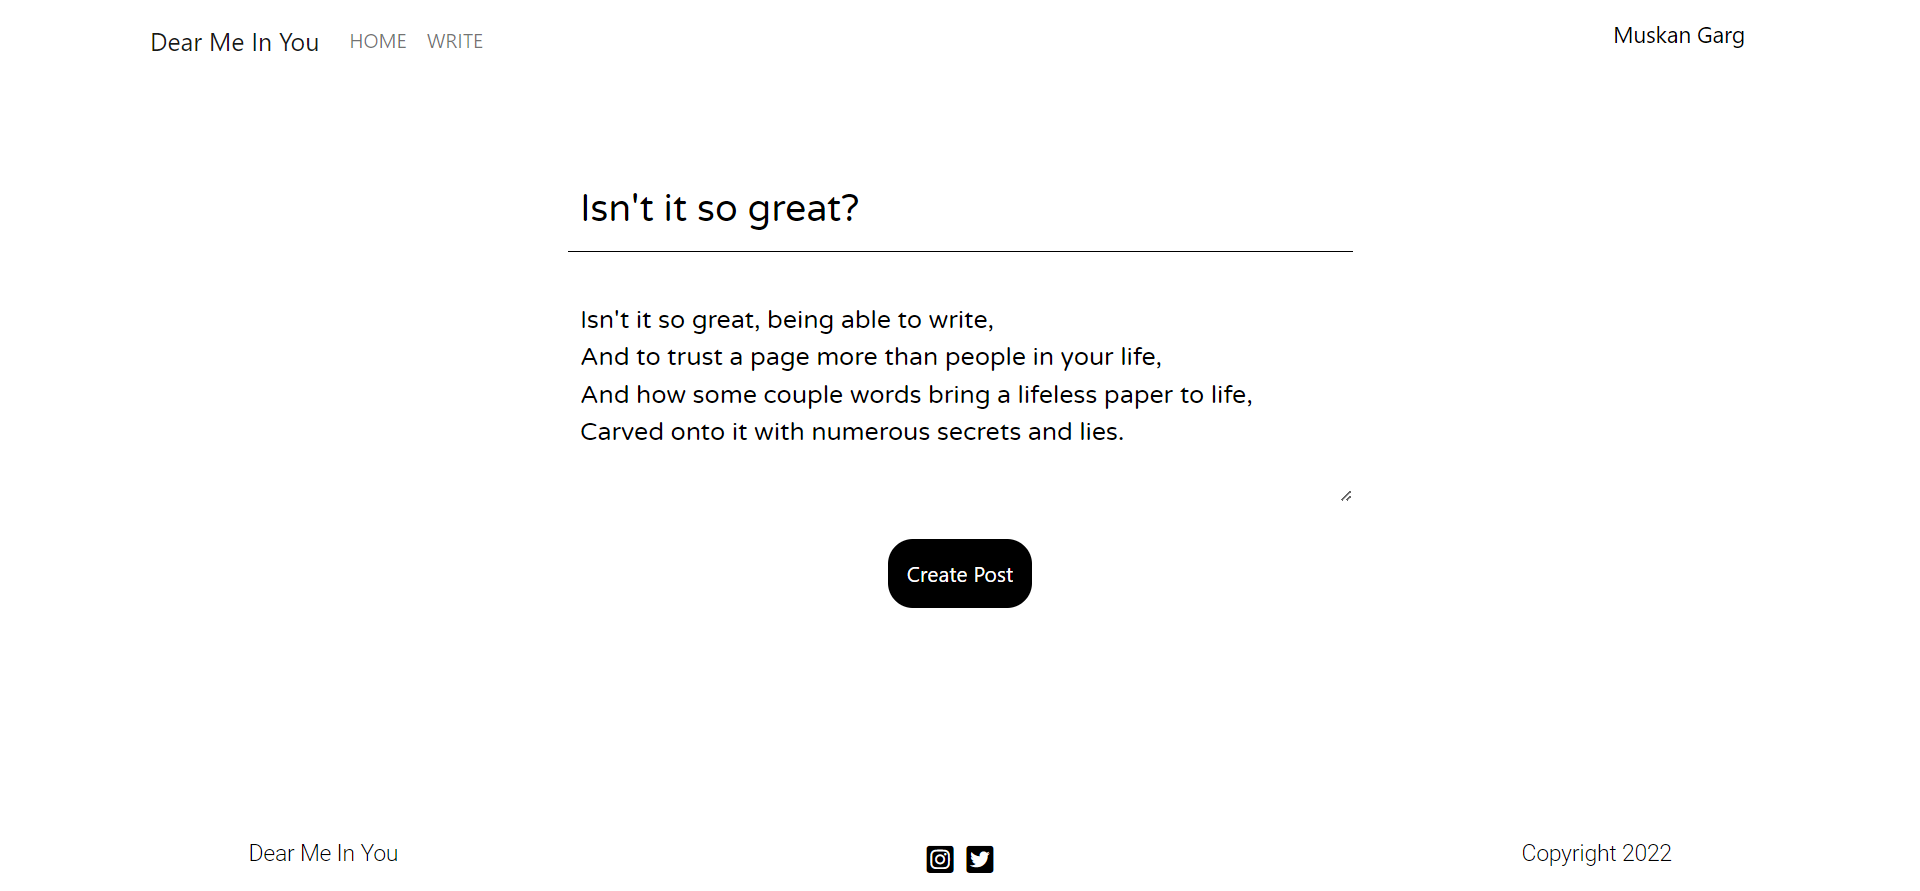 Dear Me In You HOME WRITE Muskan Garg
Isn't it so great?
Isn't it so great, being able to write,
And to trust a page more than people in your life,
And how some couple words bring a lifeless paper to life,
Carved onto it with numerous secrets and lies.
Create Post
Dear Me In You Copyright 2022